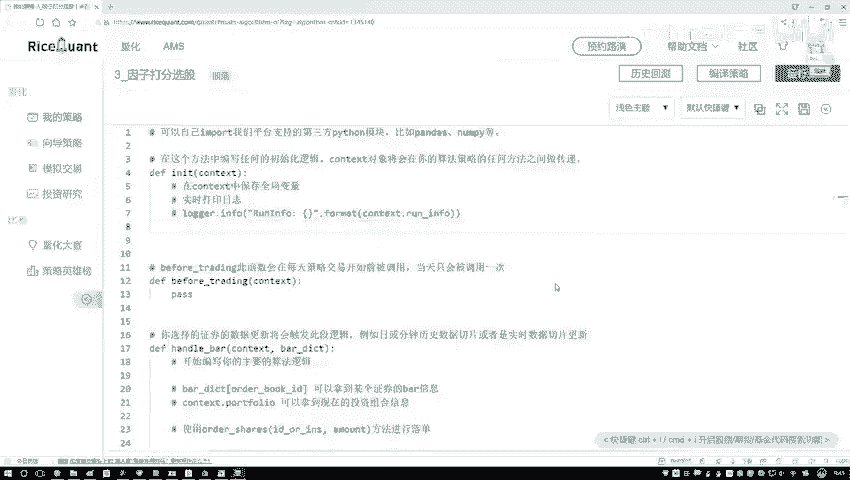 https://www.ricequant.com/quant/
RiceQuant
量化
AMS
预约路演
帮助文档
社区
3_因子打分选股
历史回测
编译策略
量化
浅色主题
默认快捷键
我的策略
向导策略
模拟交易
投资研究
量化大赛
策略英雄榜
1 # 可以自己import我们平台支持的第三方python模块，比如pandas、numpy等。
2
3 # 在这个方法中编写任何的初始化逻辑。context对象将会在你的算法策略的任何方法之间做传递。
4 def init(context):
5 # 在context中保存全局变量
6 # 实时打印日志
7 # logger.info("RunInfo: {}".format(context.run_info))
8
9
10
11 # before_trading此函数会在每天策略交易开始前被调用，当天只会被调用一次
12 def before_trading(context):
13 pass
14
15
16 # 你选择的证券的数据更新将会触发此段逻辑，例如日或分钟历史数据切片或者是实时数据切片更新
17 def handle_bar(context, bar_dict):
18 # 开始编写你的主要的算法逻辑
19
20 # bar_dict[order_book_id] 可以拿到某个证券的bar信息
21 # context.portfolio 可以拿到现在的投资组合信息
22
23 # 使用order_shares(id_or_ins, amount)方法进行落单
24